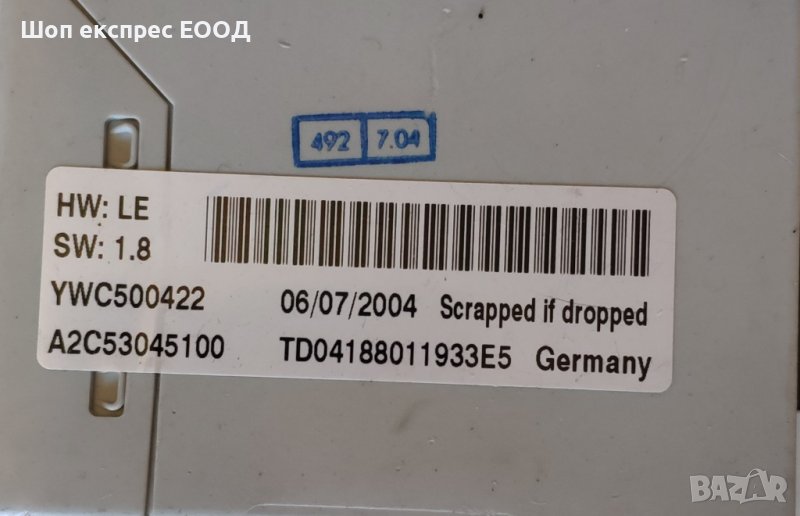 Шоп експрес ЕООД
492 7.04
HW: LE
SW: 1.8
YWC500422 06/07/2004 Scrapped if dropped
A2C53045100 TD04188011933E5 Germany
BAZAR